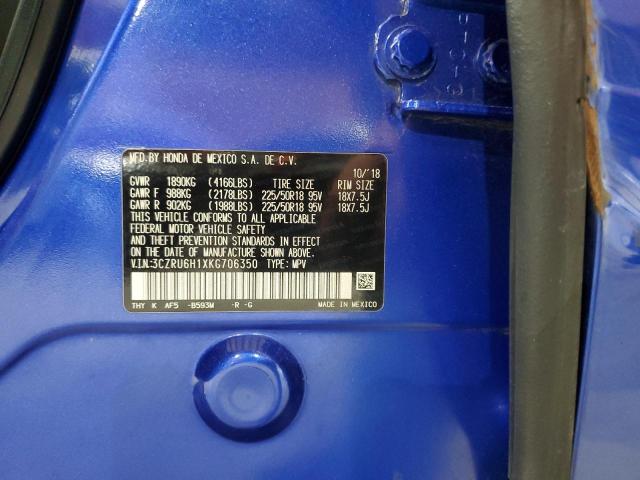 MFD.BY HONDA DE MEXICO S.A. DE C.V.
10/'18
GVWR 1890KG (4166LBS) TIRE SIZE RIM SIZE
GAWR F 988KG (2178LBS) 225/50R18 95V 18X7.5J
GAWR R 902KG (1988LBS) 225/50R18 95V 18X7.5J
THIS VEHICLE CONFORMS TO ALL APPLICABLE
FEDERAL MOTOR VEHICLE SAFETY
AND THEFT PREVENTION STANDARDS IN EFFECT
ON THE DATE OF MANUFACTURE SHOWN ABOVE.
V.I.N.:3CZRU6H1XKG706350 TYPE: MPV
THY K AF5 -B593M -R -G MADE IN MEXICO